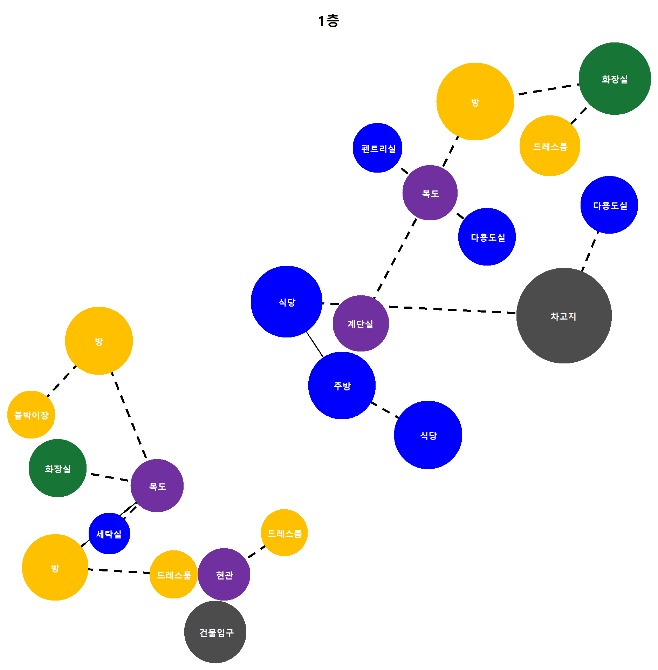 1층
화장실
방
드레스룸
펜트리실
복도
다용도실
다용도실
식당
차고지
계단실
방
주방
붙박이장
식당
화장실
복도
세탁실
드레스룸
방
드레스룸
현관
건물입구